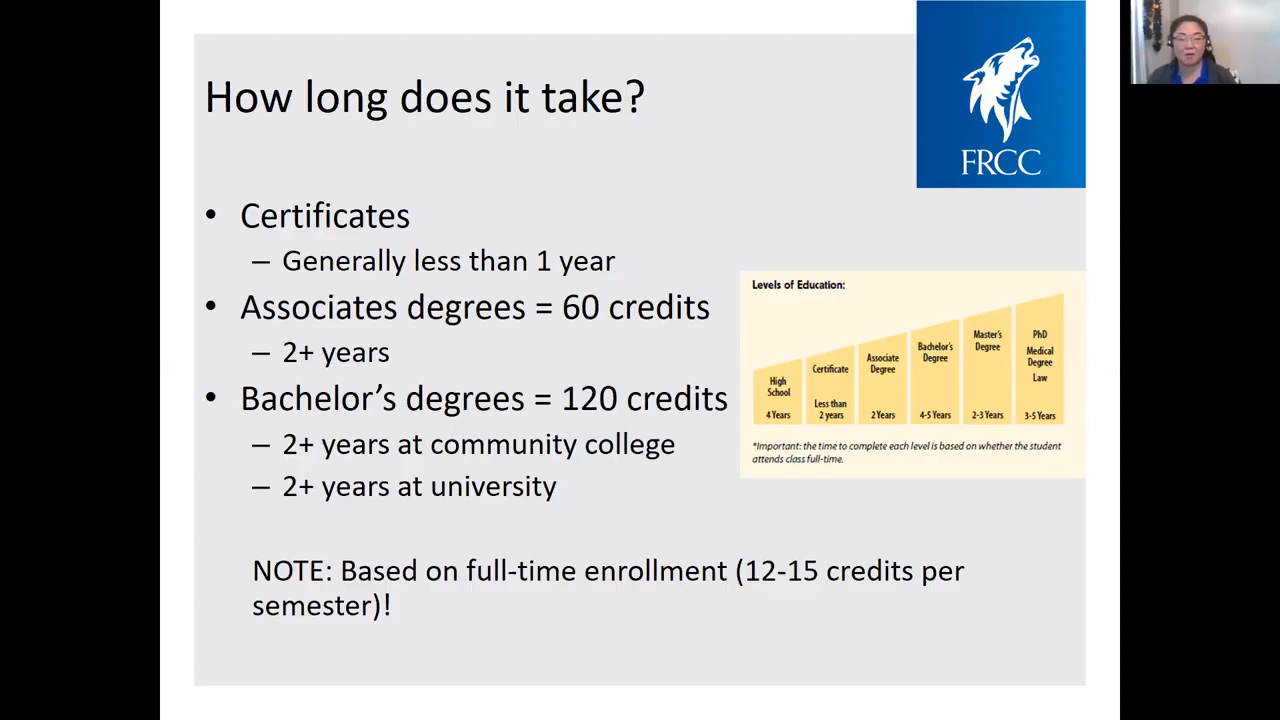 How long does it take?
FRCC
• Certificates
– Generally less than 1 year
• Associates degrees = 60 credits
– 2+ years
• Bachelor’s degrees = 120 credits
– 2+ years at community college
– 2+ years at university
NOTE: Based on full-time enrollment (12-15 credits per
semester)!
Levels of Education:
High
School
4 Years
Certificate
Less than
2 years
Associate
Degree
2 Years
Bachelor’s
Degree
4-5 Years
Master’s
Degree
2-3 Years
PhD
Medical
Degree
Law
3-5 Years
*Important: the time to complete each level is based on whether the student
attends class full-time.